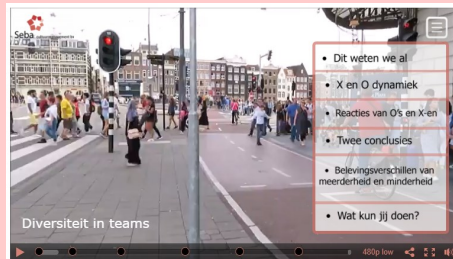 Seba
• Dit weten we al
• X en O dynamiek
• Reacties van O's en X-en
• Twee conclusies
• Belevingsverschillen van
meerderheid en minderheid
• Wat kun jij doen?
Diversiteit in teams
480p low